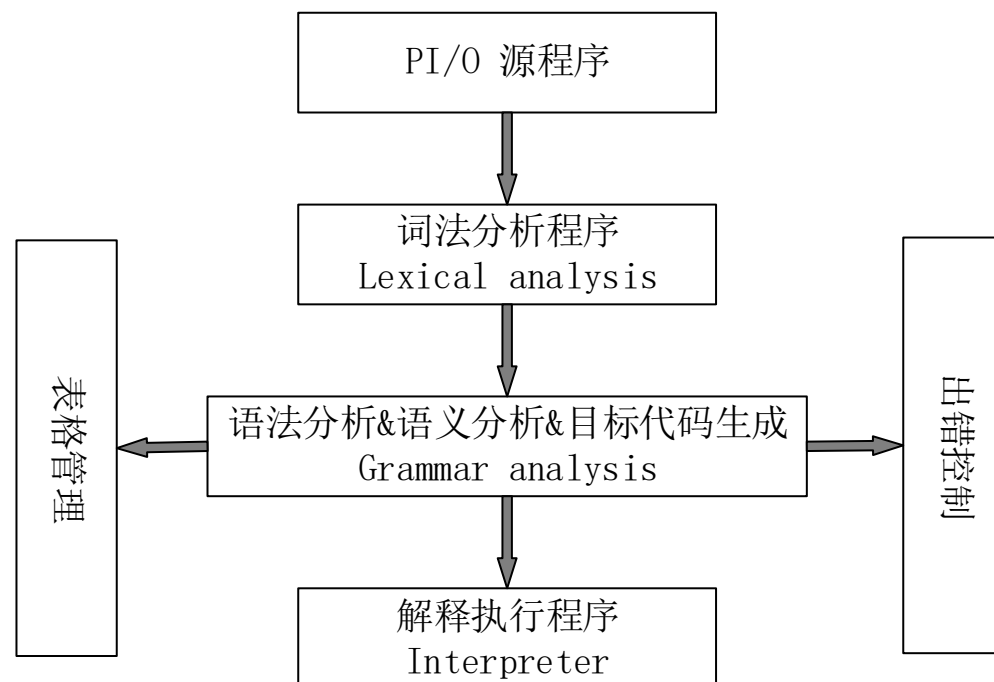 PI/0 源程序
词法分析程序
Lexical analysis
表格管理
语法分析&语义分析&目标代码生成
Grammar analysis
出错控制
解释执行程序
Interpreter